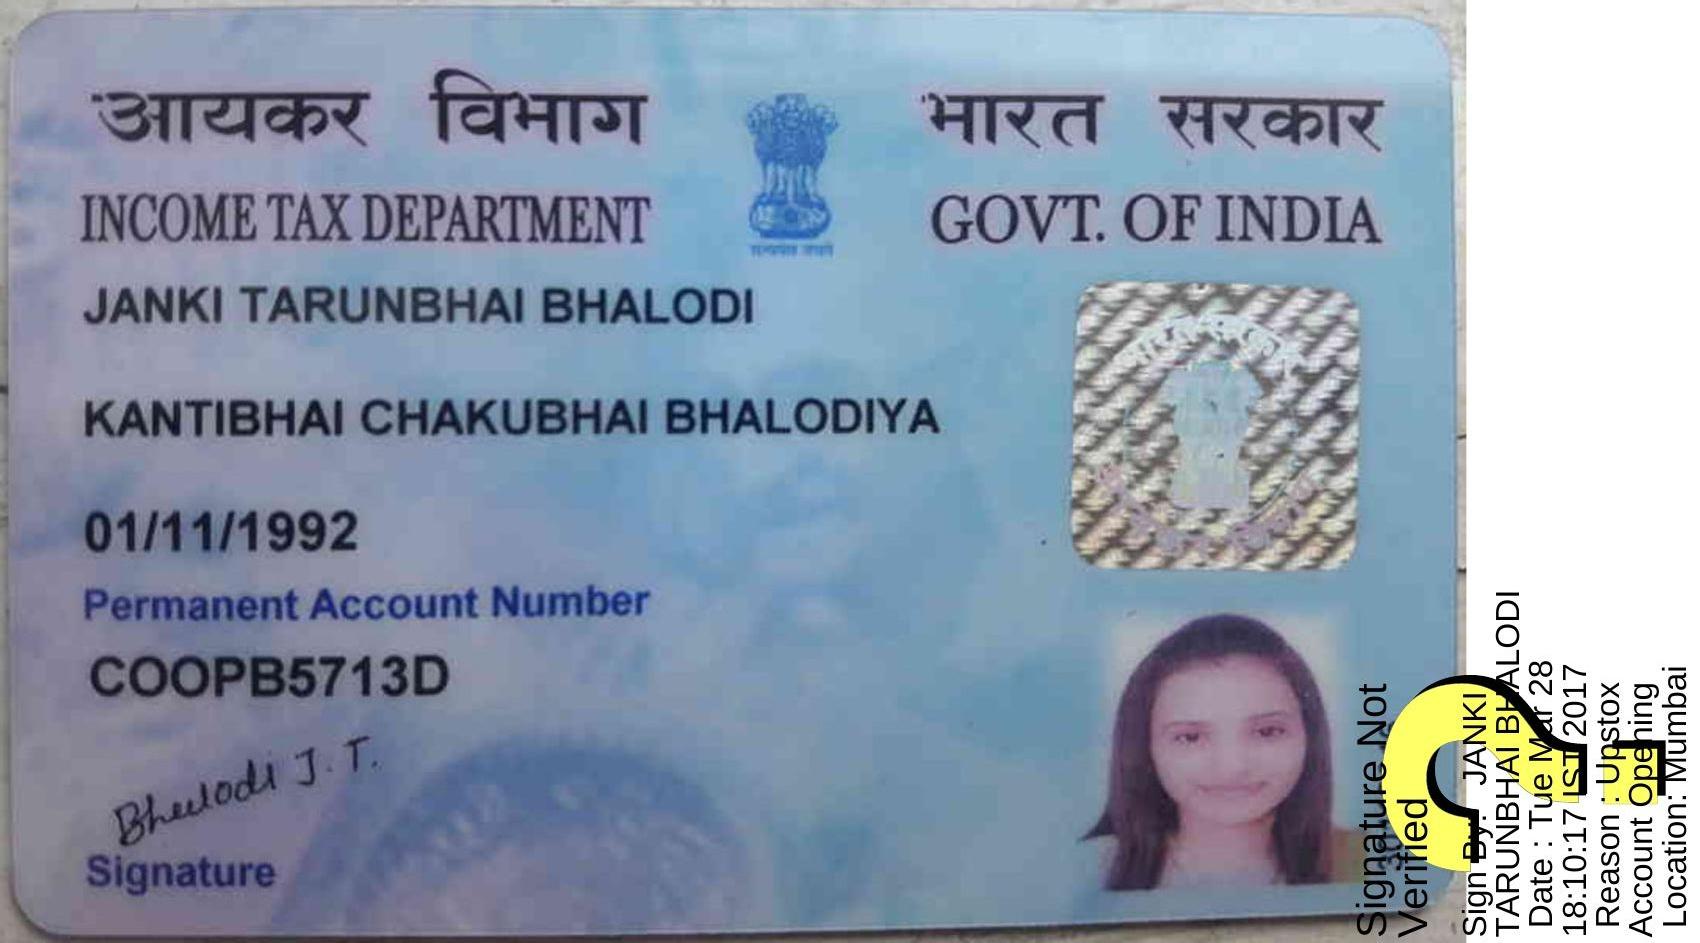 आयकर विभाग भारत सरकार
INCOME TAX DEPARTMENT GOVT. OF INDIA
सत्यमेव जयते
JANKI TARUNBHAI BHALODI
KANTIBHAI CHAKUBHAI BHALODIYA
01/11/1992
Permanent Account Number
COOPB5713D
Bhalodi J. T.
Signature
Signature Not
Verified
Sign By: JANKI
TARUNBHAI BHALODI
Date : Tue Mar 28
18:10:17 IST 2017
Reason : Upstox
Account Opening
Location: Mumbai